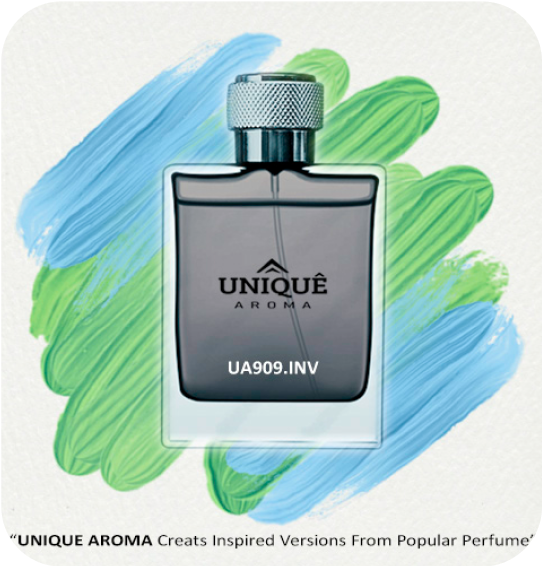 UNIQUÊ
AROMA
UA909.INV
“UNIQUE AROMA Creats Inspired Versions From Popular Perfume”